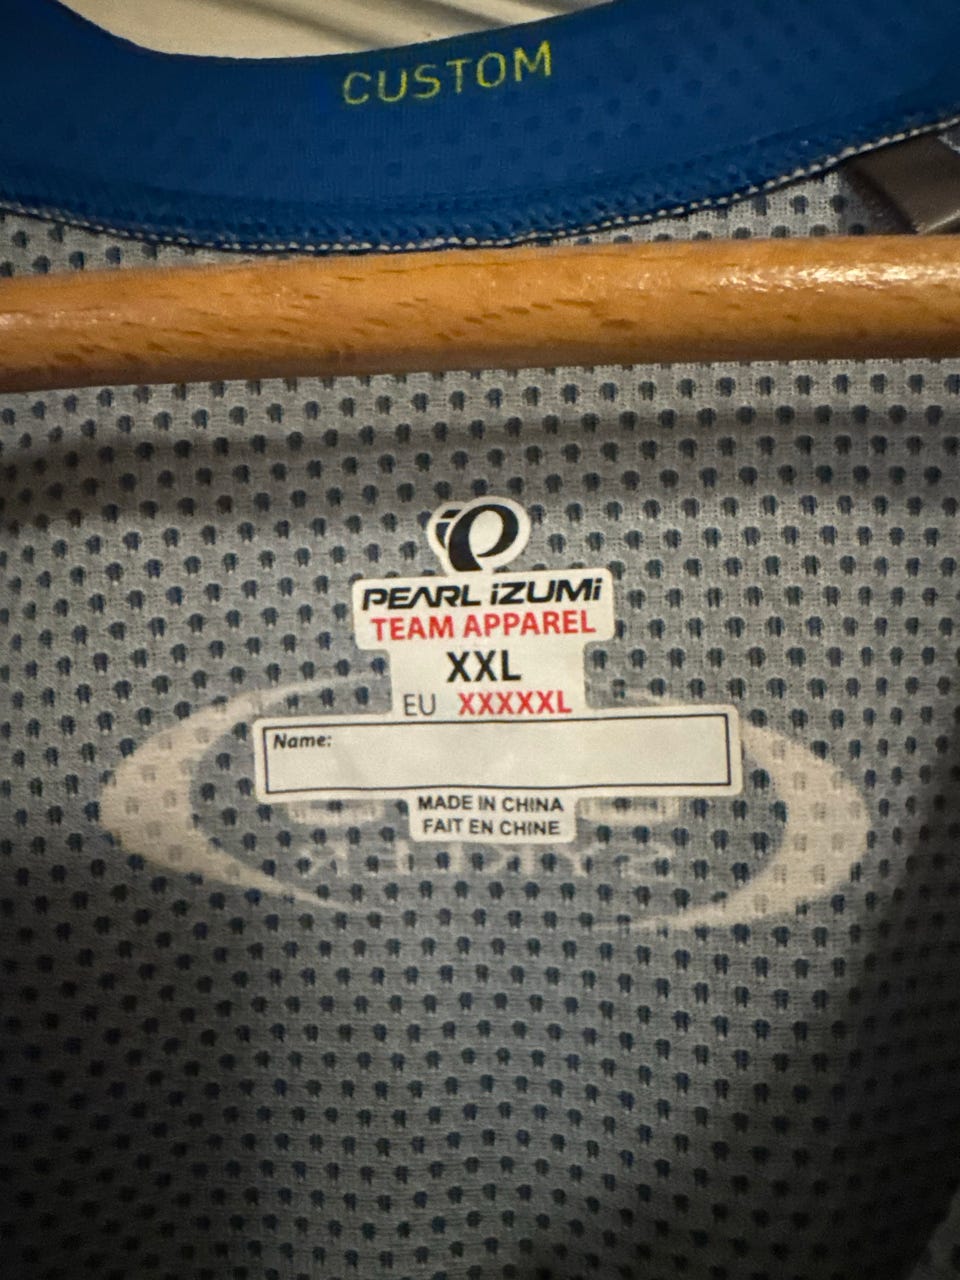 CUSTOM
PEARL iZUMi
TEAM APPAREL
XXL
EU XXXXXL
Name:
MADE IN CHINA
FAIT EN CHINE